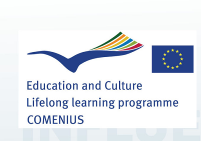 Education and Culture
Lifelong learning programme
COMENIUS